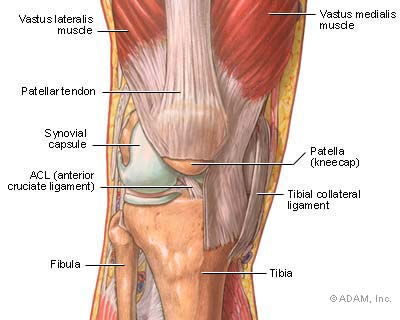 Vastus lateralis
muscle
Vastus medialis
muscle
Patellar tendon
Synovial
capsule
Patella
(kneecap)
ACL (anterior
cruciate ligament)
Tibial collateral
ligament
Fibula
Tibia
© ADAM, Inc.